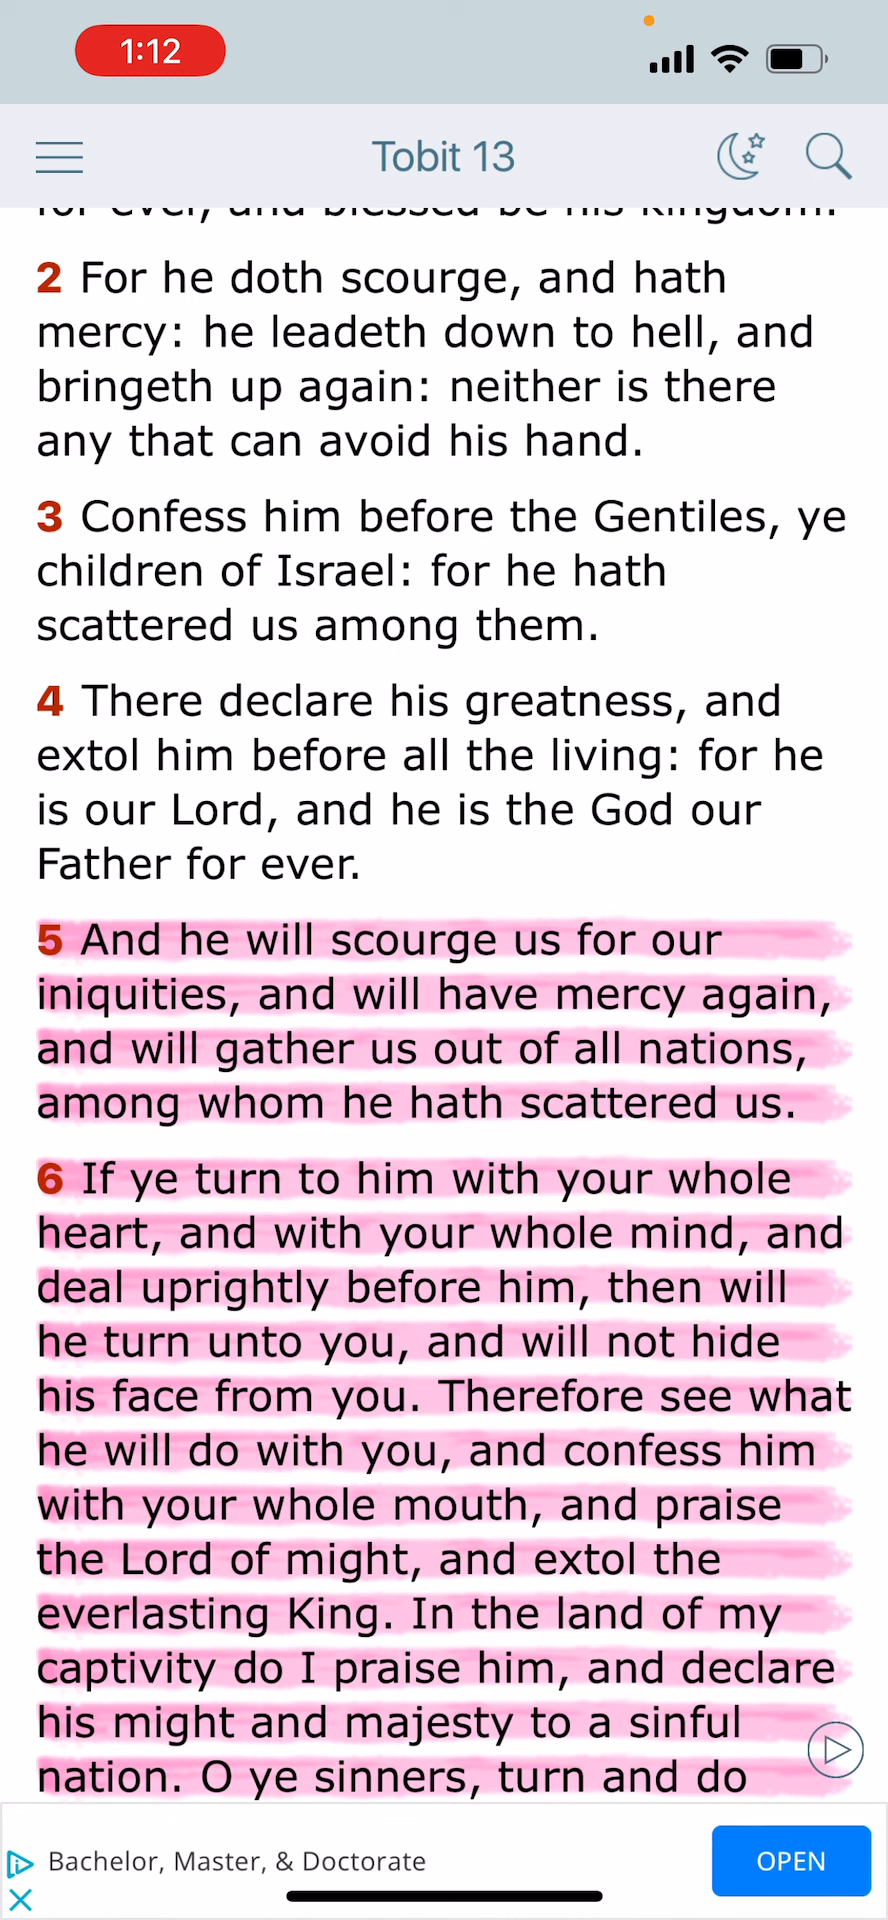 1:12
Tobit 13
for ever, and blessed be his kingdom.
2 For he doth scourge, and hath
mercy: he leadeth down to hell, and
bringeth up again: neither is there
any that can avoid his hand.
3 Confess him before the Gentiles, ye
children of Israel: for he hath
scattered us among them.
4 There declare his greatness, and
extol him before all the living: for he
is our Lord, and he is the God our
Father for ever.
5 And he will scourge us for our
iniquities, and will have mercy again,
and will gather us out of all nations,
among whom he hath scattered us.
6 If ye turn to him with your whole
heart, and with your whole mind, and
deal uprightly before him, then will
he turn unto you, and will not hide
his face from you. Therefore see what
he will do with you, and confess him
with your whole mouth, and praise
the Lord of might, and extol the
everlasting King. In the land of my
captivity do I praise him, and declare
his might and majesty to a sinful
nation. O ye sinners, turn and do
Bachelor, Master, & Doctorate
OPEN